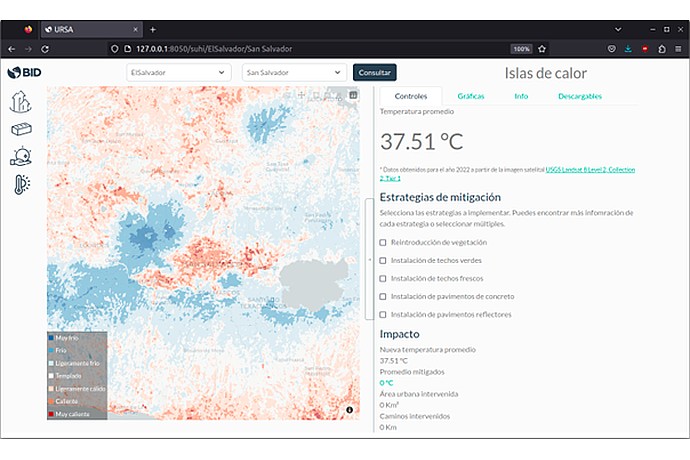 URSA
127.0.0.1:8050/suhi/ElSalvador/San Salvador
100%
BID
ElSalvador
San Salvador
Consultar
Islas de calor
Controles
Gráficas
Info
Descargables
Temperatura promedio
37.51 °C
* Datos obtenidos para el año 2022 a partir de la imagen satelital USGS Landsat 8 Level 2, Collection
2, Tier 1
Estrategias de mitigación
Selecciona las estrategias a implementar. Puedes encontrar más infomración de
cada estrategia o seleccionar múltiples.
Reintroducción de vegetación
Instalación de techos verdes
Instalación de techos frescos
Instalación de pavimentos de concreto
Instalación de pavimentos reflectores
Impacto
Nueva temperatura promedio
37.51 °C
Promedio mitigados
0 °C
Área urbana intervenida
0 Km²
Caminos intervenidos
0 Km
Muy frío
Frío
Ligeramente frío
Templado
Ligeramente cálido
Caliente
Muy caliente